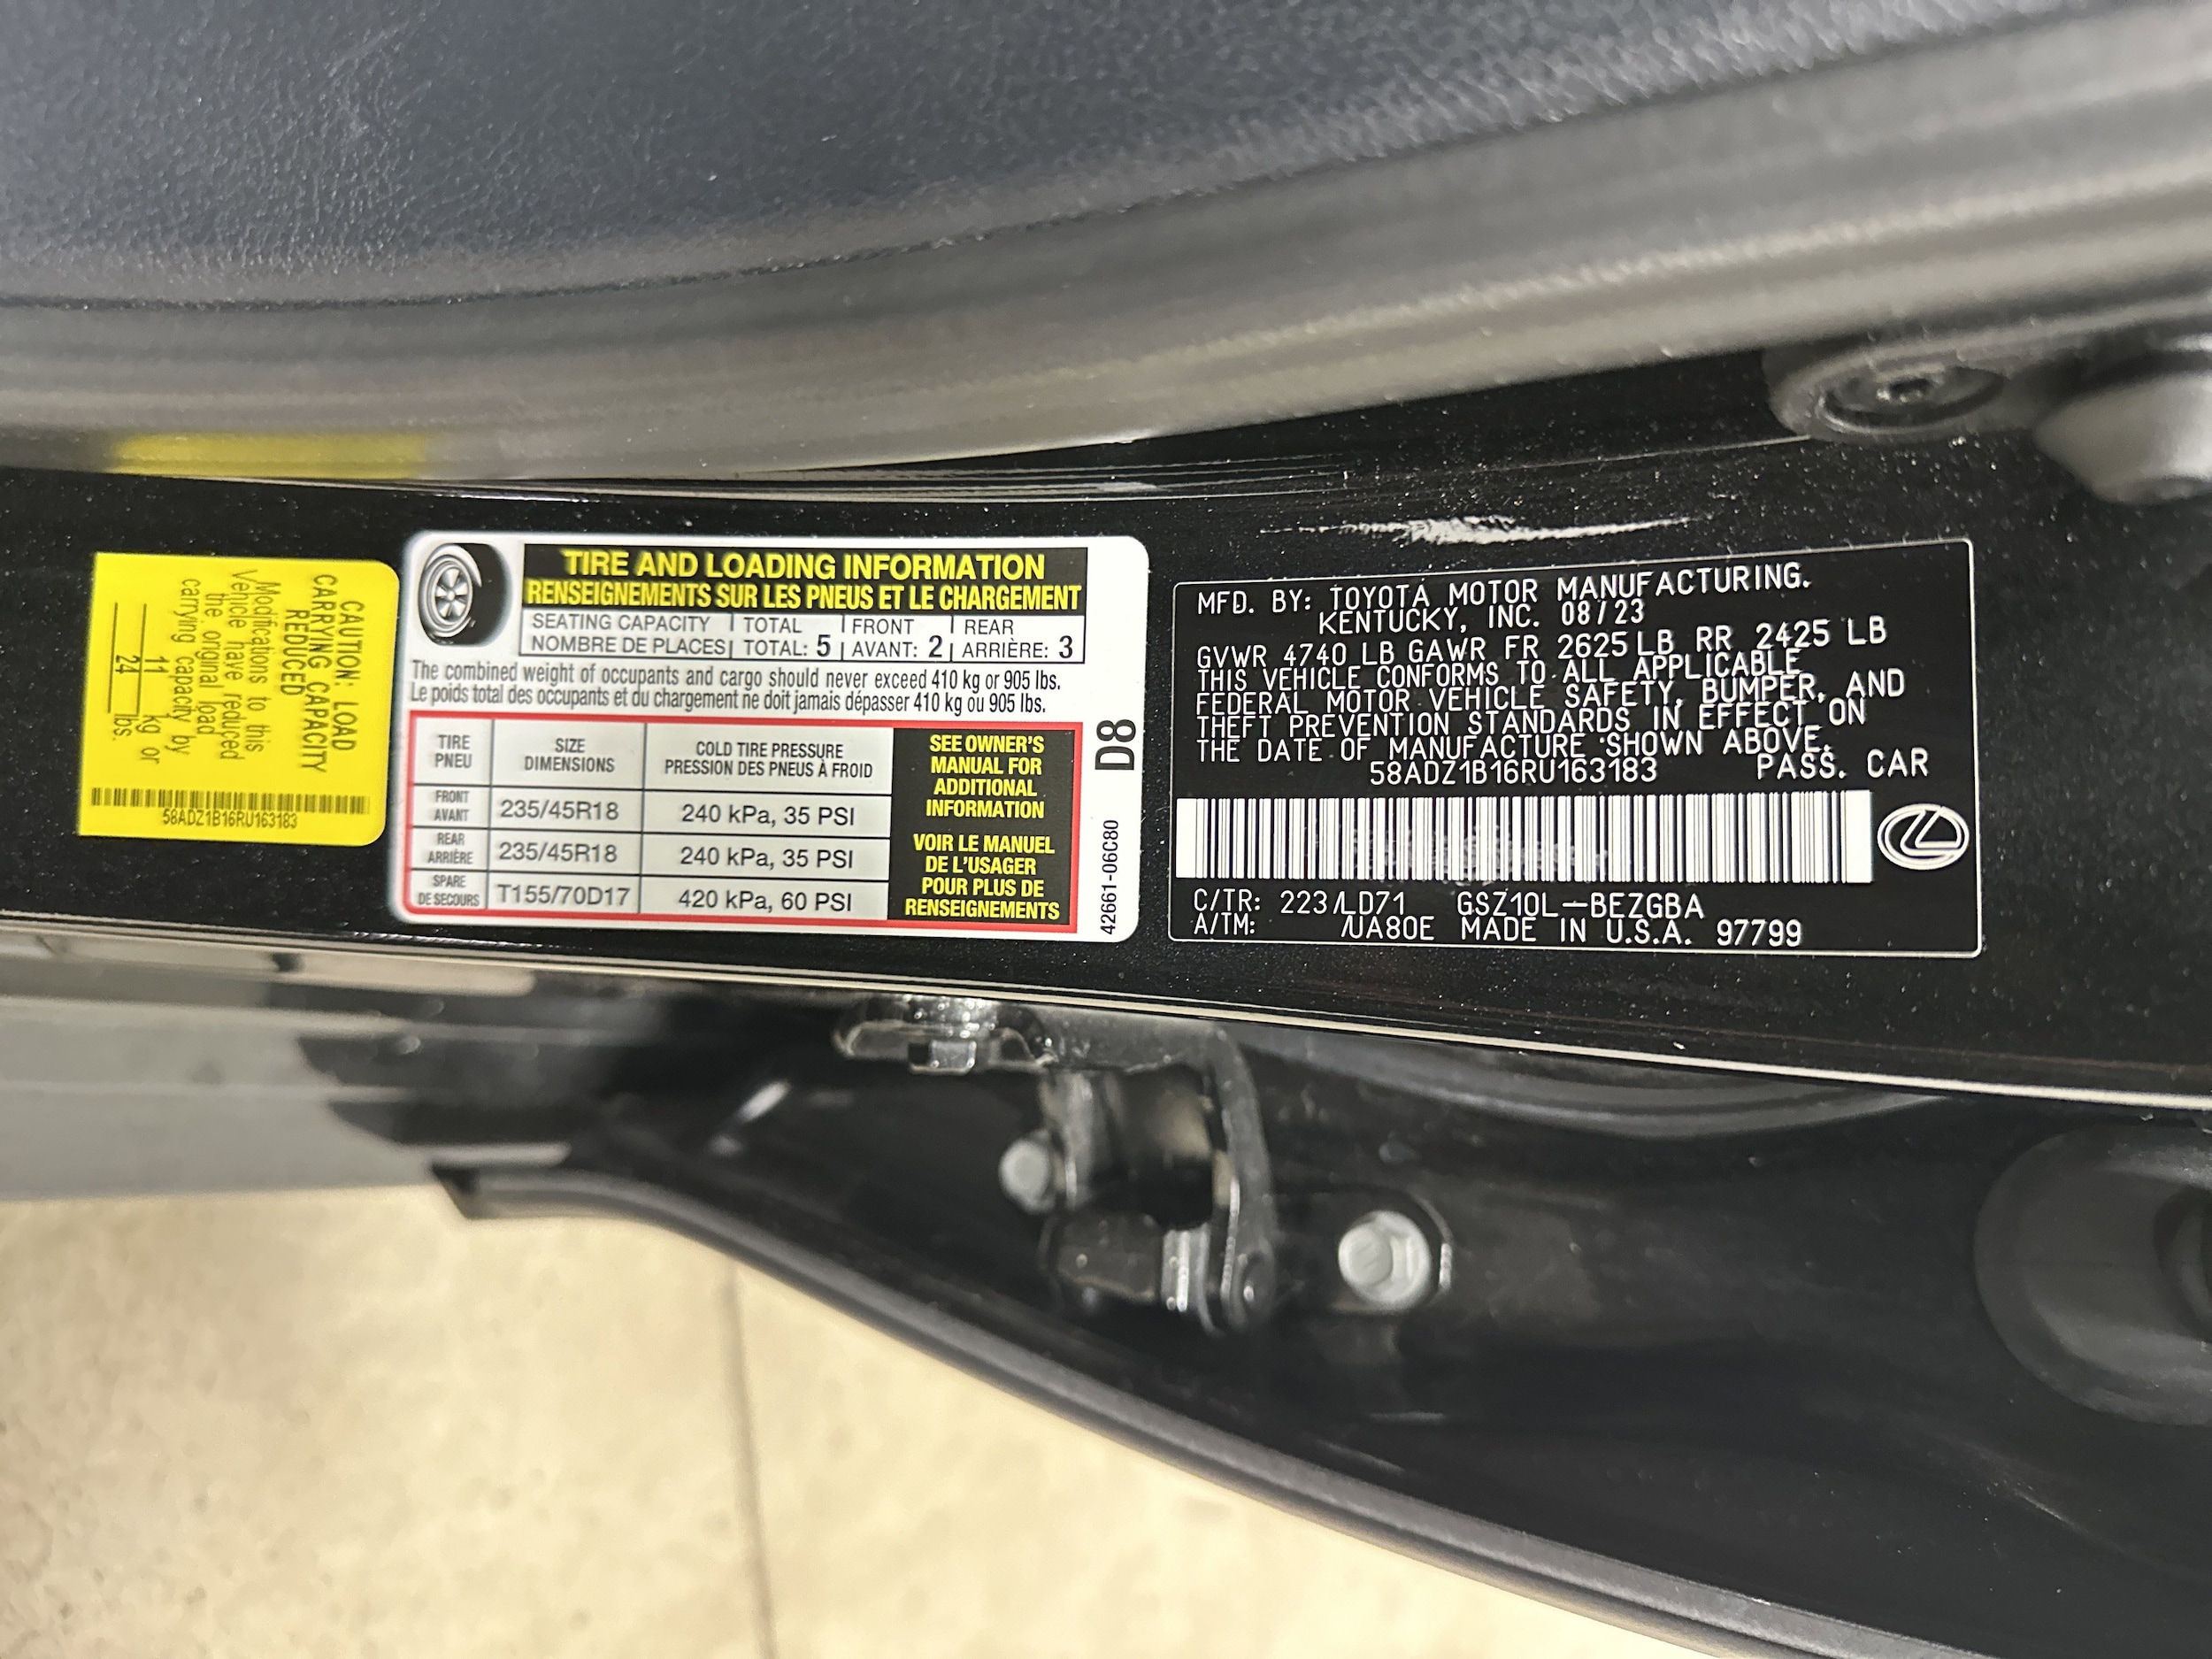 CAUTION: LOAD
CARRYING CAPACITY
REDUCED
Modifications to this
Vehicle have reduced
the original load
carrying capacity by
11 kg or
24 lbs.
58ADZ1B16RU163183
TIRE AND LOADING INFORMATION
RENSEIGNEMENTS SUR LES PNEUS ET LE CHARGEMENT
SEATING CAPACITY | TOTAL | FRONT | REAR
NOMBRE DE PLACES | TOTAL: 5 | AVANT: 2 | ARRIÈRE: 3
The combined weight of occupants and cargo should never exceed 410 kg or 905 lbs.
Le poids total des occupants et du chargement ne doit jamais dépasser 410 kg ou 905 lbs.
TIRE SIZE COLD TIRE PRESSURE
PNEU DIMENSIONS PRESSION DES PNEUS À FROID
FRONT
AVANT 235/45R18 240 kPa, 35 PSI
REAR
ARRIÈRE 235/45R18 240 kPa, 35 PSI
SPARE
DE SECOURS T155/70D17 420 kPa, 60 PSI
SEE OWNER'S
MANUAL FOR
ADDITIONAL
INFORMATION
VOIR LE MANUEL
DE L'USAGER
POUR PLUS DE
RENSEIGNEMENTS
D8
42661-06C80
MFD. BY: TOYOTA MOTOR MANUFACTURING.
KENTUCKY, INC. 08/23
GVWR 4740 LB GAWR FR 2625 LB RR 2425 LB
THIS VEHICLE CONFORMS TO ALL APPLICABLE
FEDERAL MOTOR VEHICLE SAFETY, BUMPER, AND
THEFT PREVENTION STANDARDS IN EFFECT ON
THE DATE OF MANUFACTURE SHOWN ABOVE.
58ADZ1B16RU163183 PASS. CAR
C/TR: 223/LD71 GSZ10L-BEZGBA
A/TM: /UA80E MADE IN U.S.A. 97799